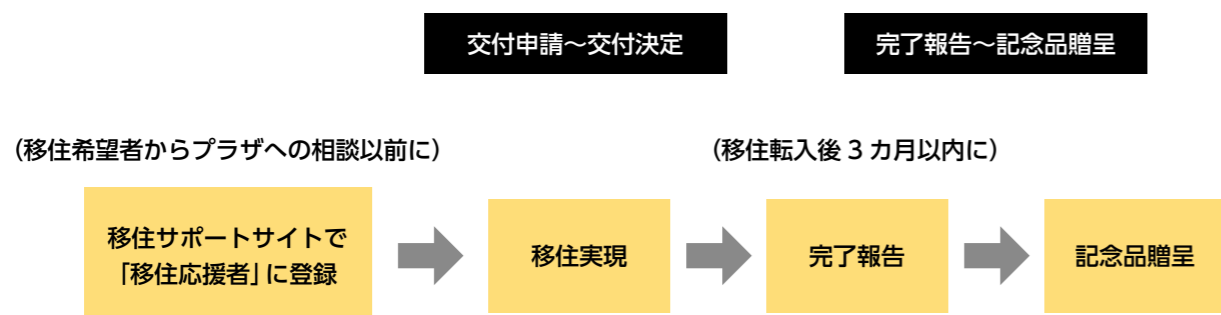 交付申請～交付決定
完了報告～記念品贈呈
（移住希望者からプラザへの相談以前に）
（移住転入後３カ月以内に）
移住サポートサイトで
「移住応援者」に登録
移住実現
完了報告
記念品贈呈